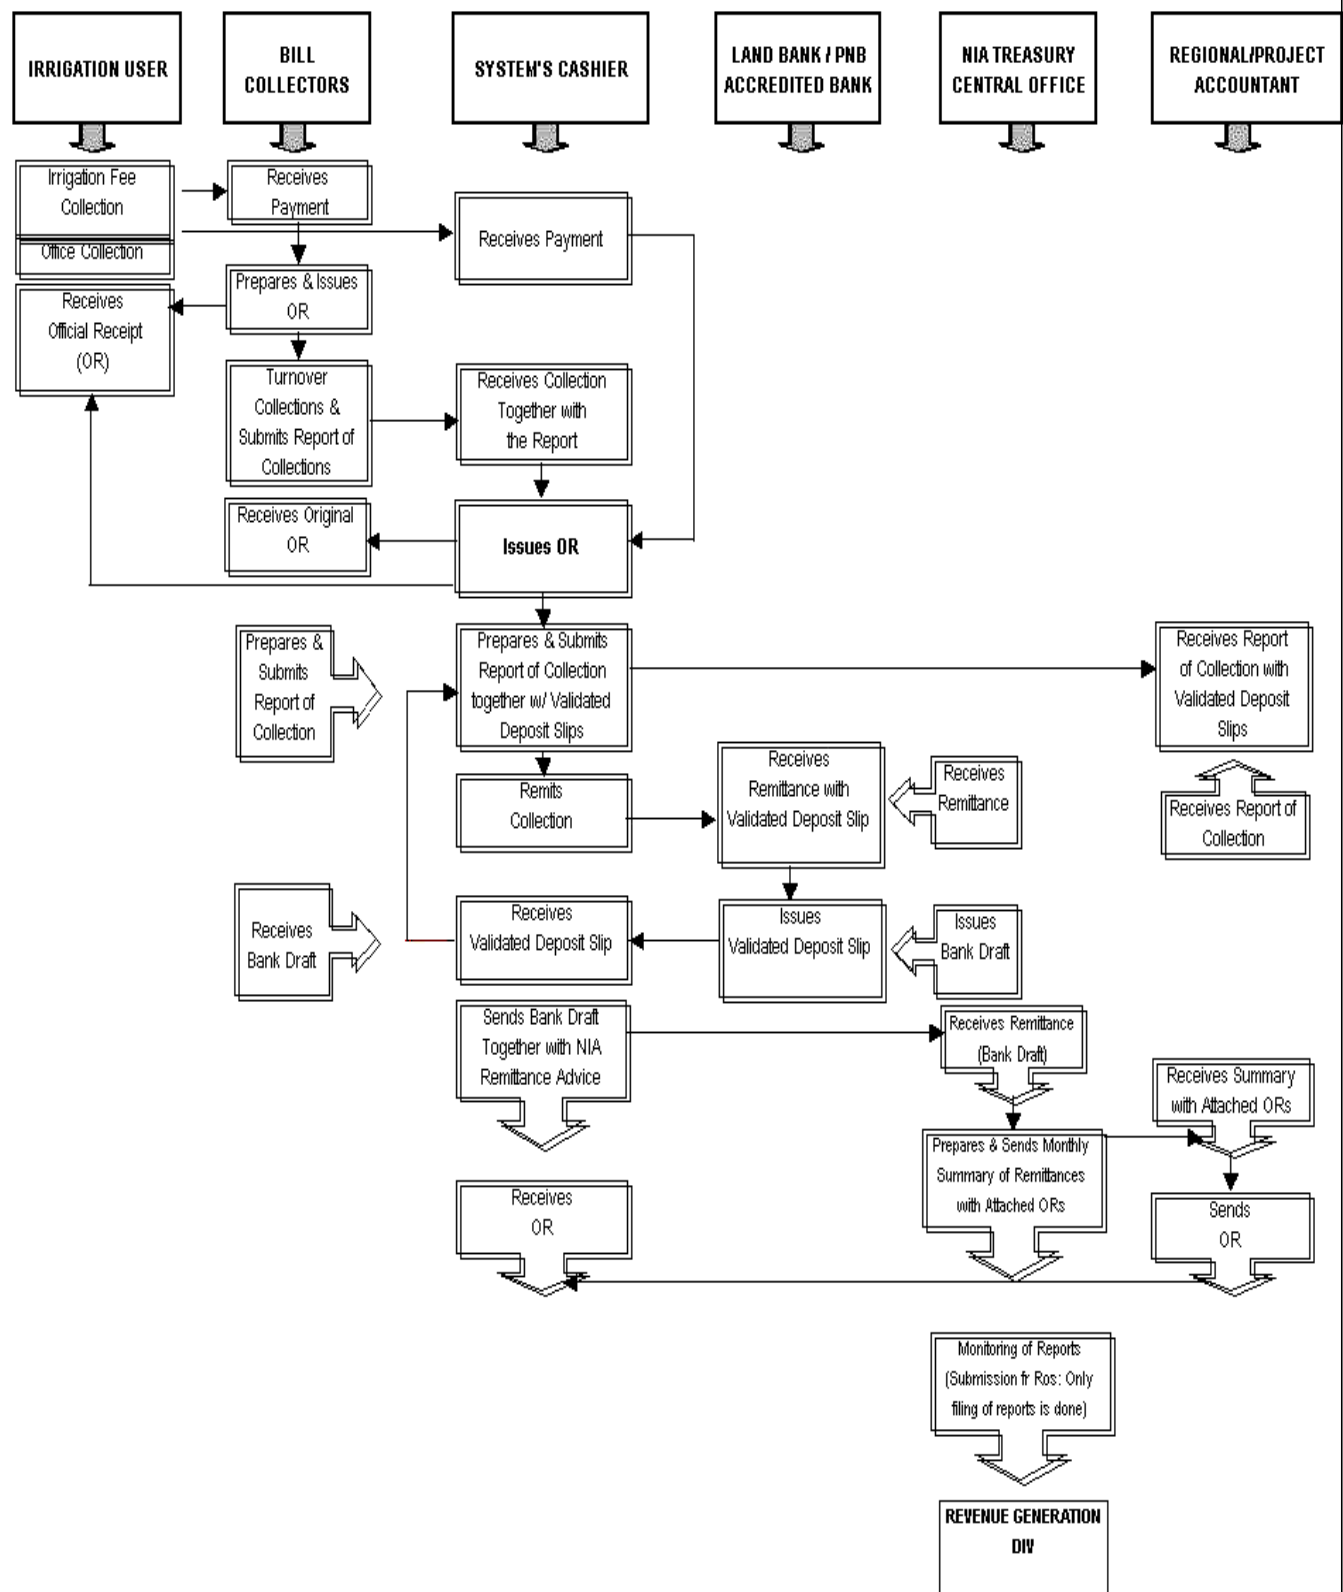 IRRIGATION USER
BILL
COLLECTORS
SYSTEM'S CASHIER
LAND BANK / PNB
ACCREDITED BANK
NIA TREASURY
CENTRAL OFFICE
REGIONAL/PROJECT
ACCOUNTANT
Irrigation Fee
Collection
Office Collection
Receives
Payment
Receives Payment
Prepares & Issues
OR
Receives
Official Receipt
(OR)
Turnover
Collections &
Submits Report of
Collections
Receives Collection
Together with
the Report
Receives Original
OR
Issues OR
Prepares &
Submits
Report of
Collection
Prepares & Submits
Report of Collection
together w/ Validated
Deposit Slips
Receives Report
of Collection with
Validated Deposit
Slips
Remits
Collection
Receives
Remittance with
Validated Deposit Slip
Receives
Remittance
Receives Report of
Collection
Receives
Bank Draft
Receives
Validated Deposit Slip
Issues
Validated Deposit Slip
Issues
Bank Draft
Sends Bank Draft
Together with NIA
Remittance Advice
Receives Remittance
(Bank Draft)
Receives Summary
with Attached ORs
Prepares & Sends Monthly
Summary of Remittances
with Attached ORs
Receives
OR
Sends
OR
Monitoring of Reports
(Submission fr Ros: Only
filing of reports is done)
REVENUE GENERATION
DIV